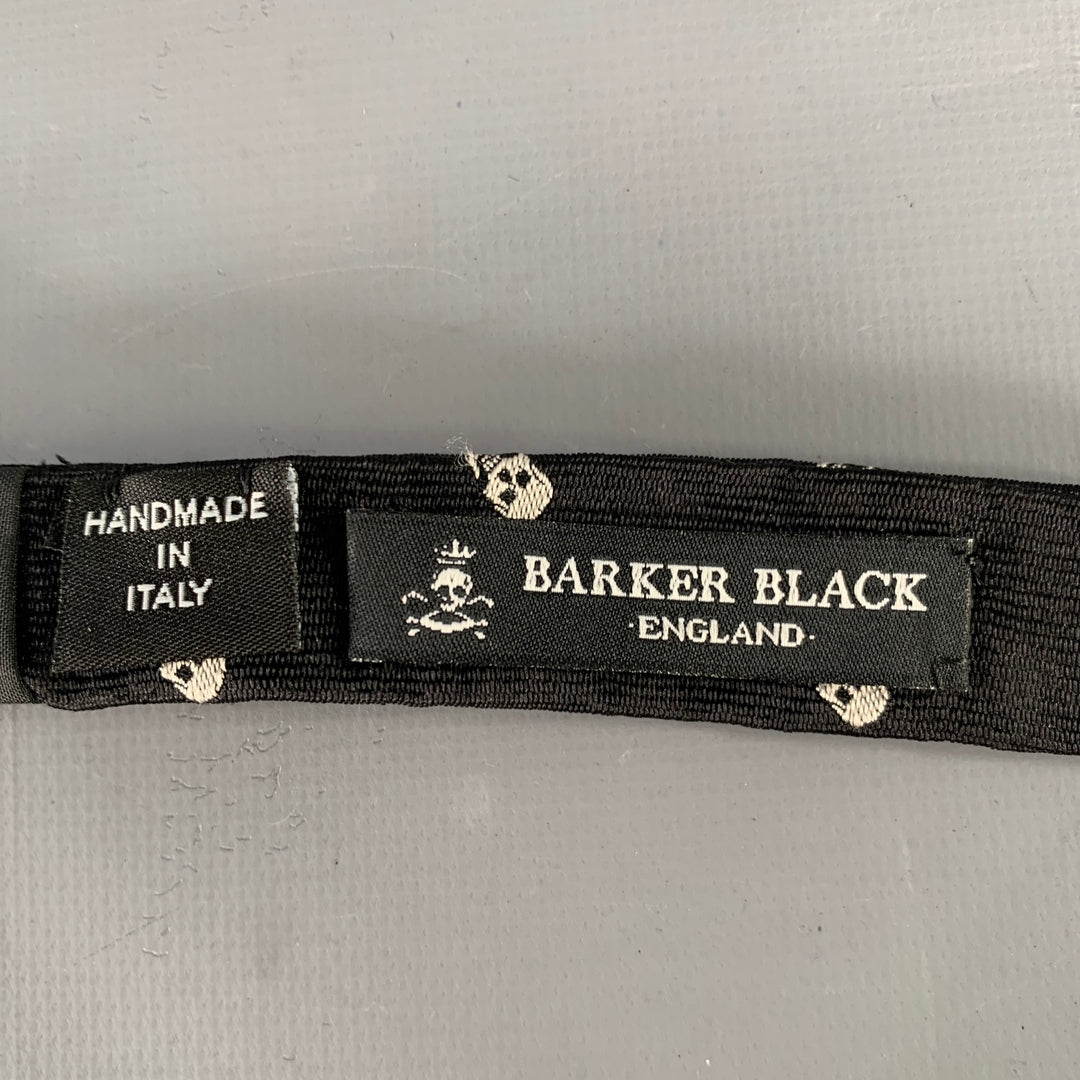 HANDMADE
IN
ITALY
BARKER BLACK
·ENGLAND·